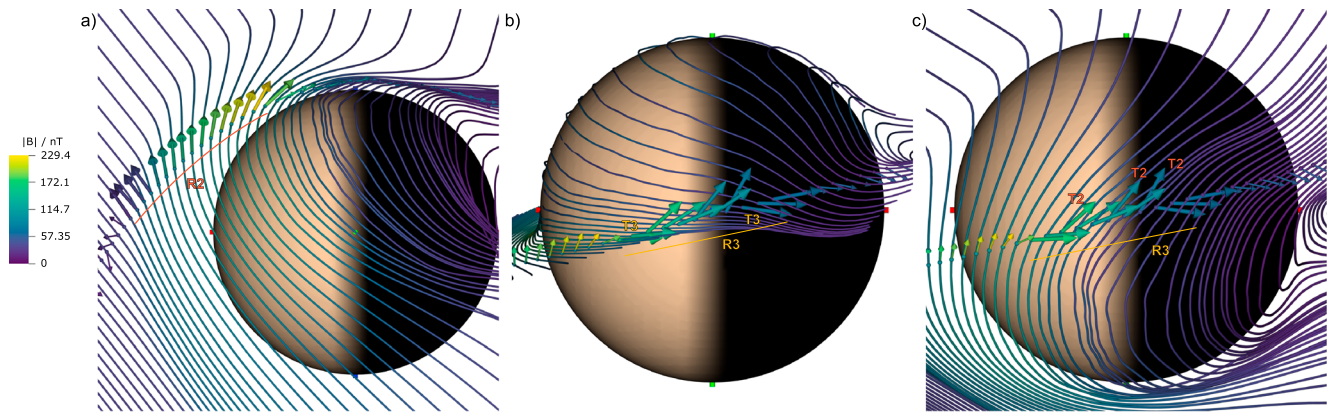 a)
b)
c)
|B| / nT
229.4
172.1
114.7
57.35
0
R2
T3
T3
R3
T2
T2
T2
R3